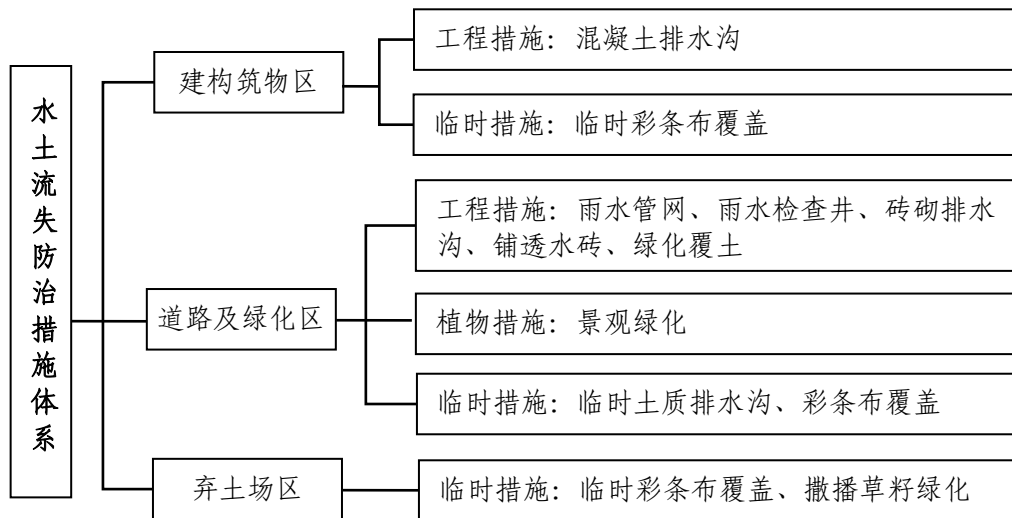 水土流失防治措施体系
建构筑物区
工程措施：混凝土排水沟
临时措施：临时彩条布覆盖
道路及绿化区
工程措施：雨水管网、雨水检查井、砖砌排水
沟、铺透水砖、绿化覆土
植物措施：景观绿化
临时措施：临时土质排水沟、彩条布覆盖
弃土场区
临时措施：临时彩条布覆盖、撒播草籽绿化